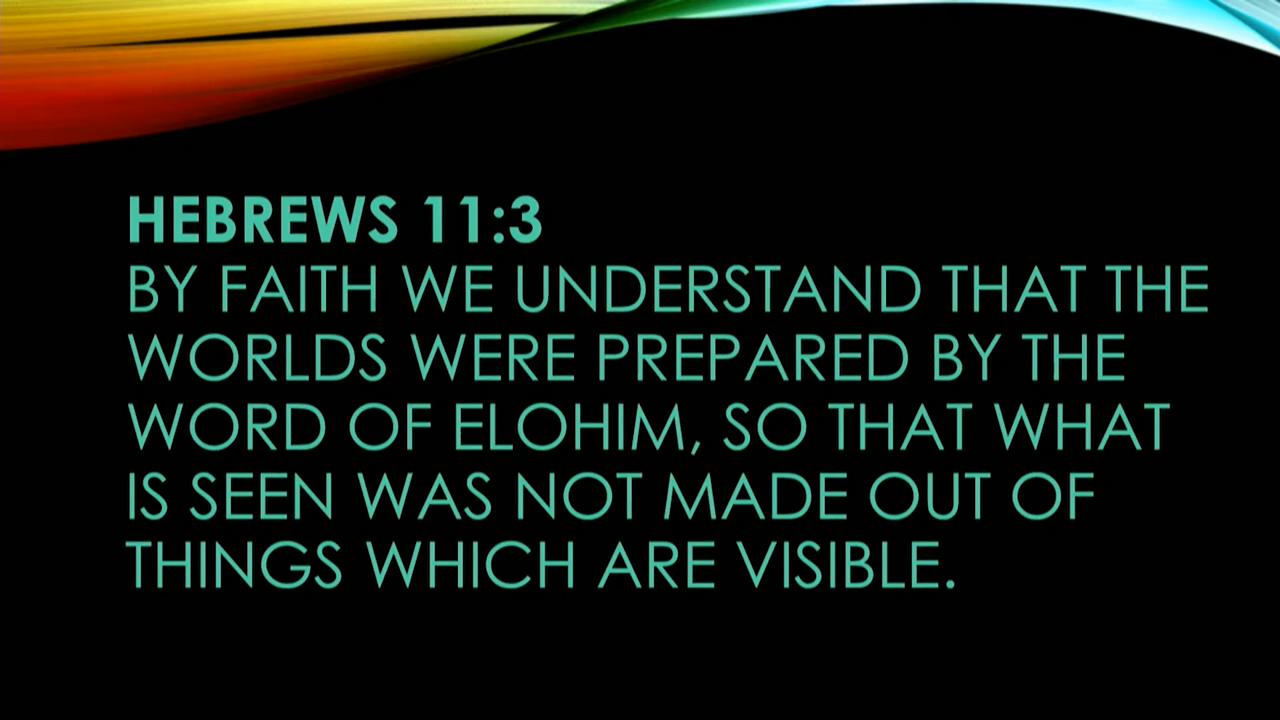 HEBREWS 11:3
BY FAITH WE UNDERSTAND THAT THE
WORLDS WERE PREPARED BY THE
WORD OF ELOHIM, SO THAT WHAT
IS SEEN WAS NOT MADE OUT OF
THINGS WHICH ARE VISIBLE.